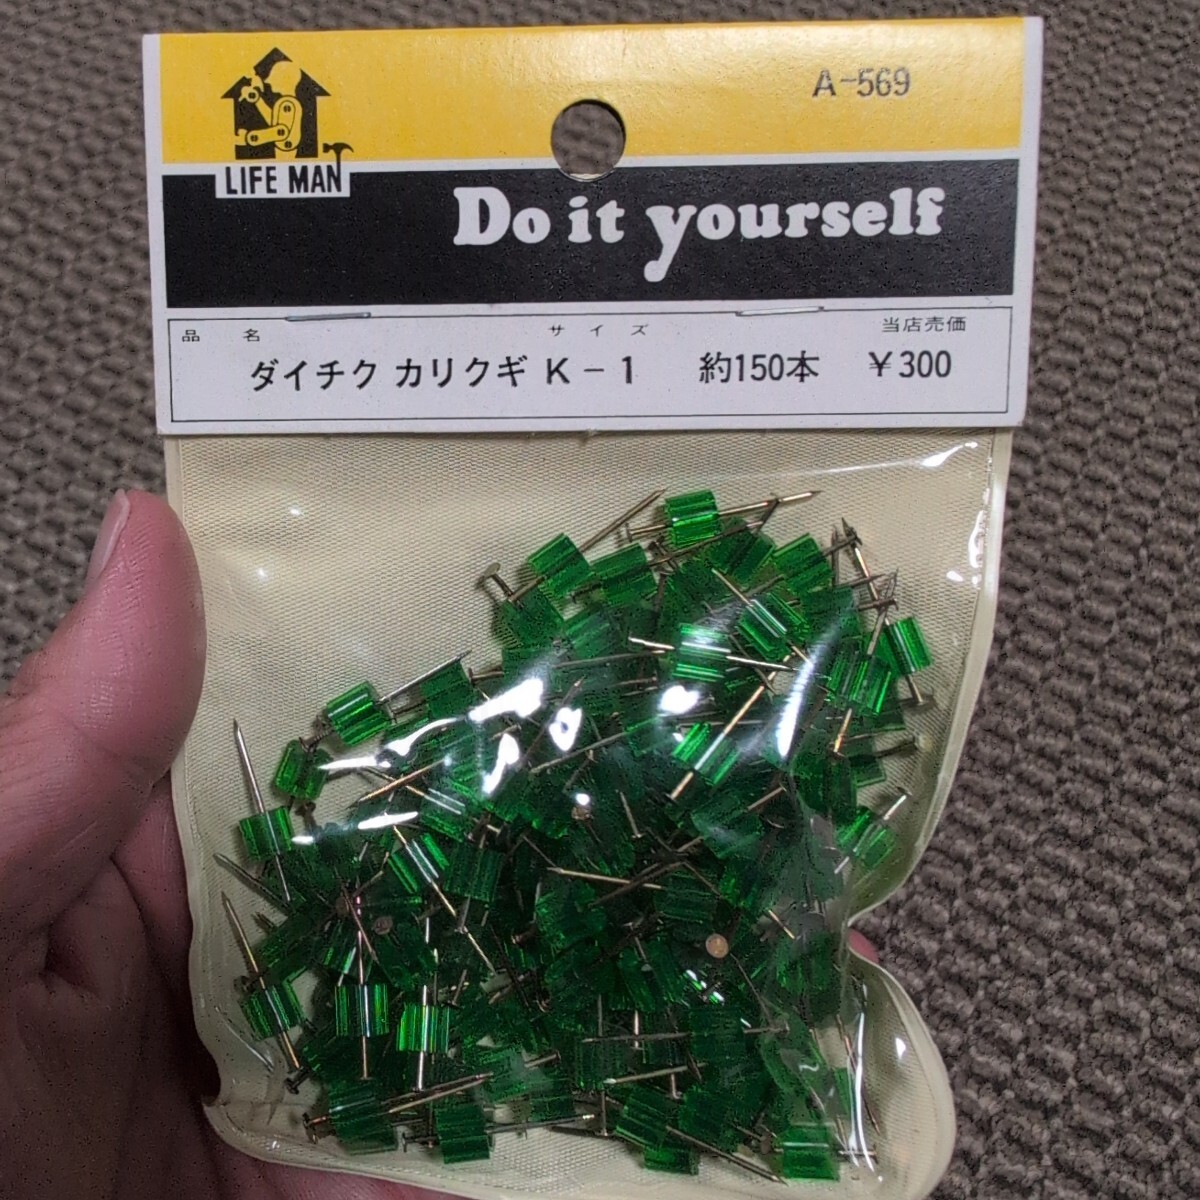 A-569
LIFE MAN
Do it yourself
品名 サイズ 当店売価
ダイチク カリクギ K-1 約150本 ¥300